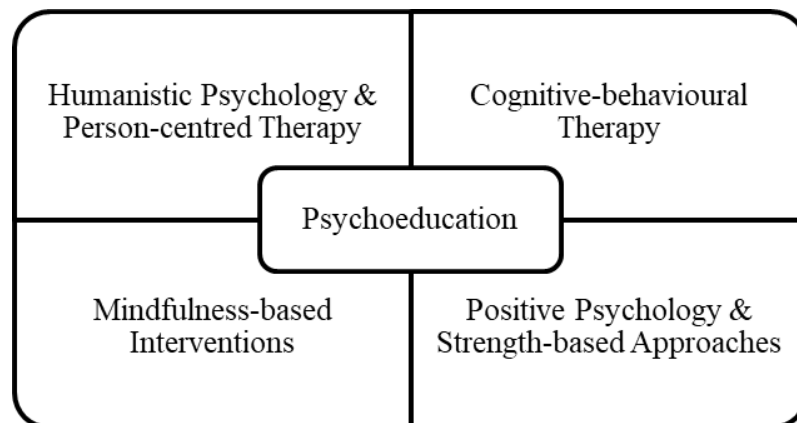 Humanistic Psychology &
Person-centred Therapy
Cognitive-behavioural
Therapy
Psychoeducation
Mindfulness-based
Interventions
Positive Psychology &
Strength-based Approaches